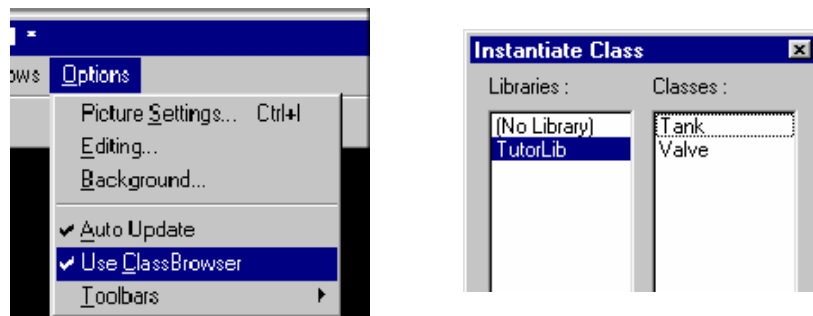 ows Options
Picture Settings... Ctrl+I
Editing...
Background...
Auto Update
Use ClassBrowser
Toolbars
Instantiate Class
Libraries : Classes :
(No Library) Tank
TutorLib Valve